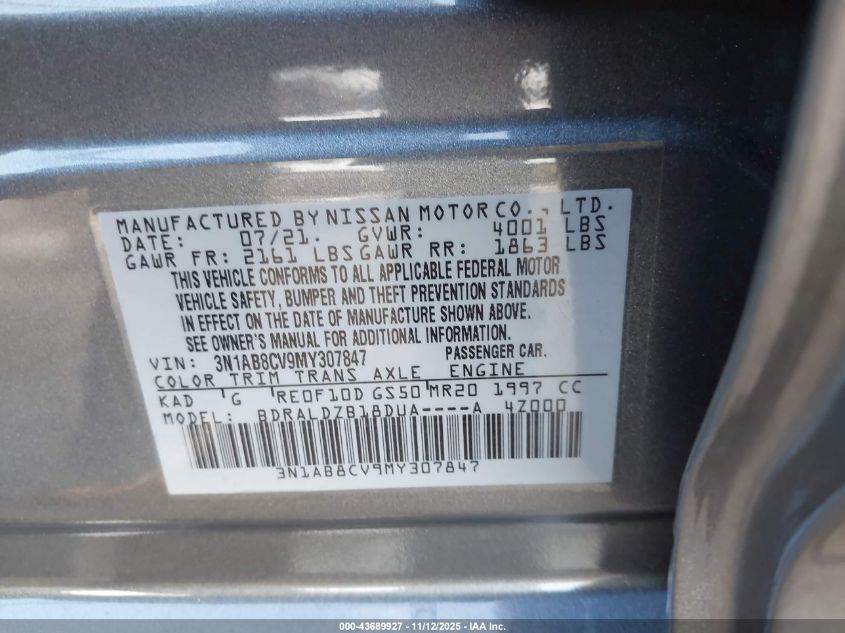 MANUFACTURED BY NISSAN MOTOR CO., LTD.
DATE: 07/21. GVWR: 4001 LBS
GAWR FR: 2161 LBS GAWR RR: 1863 LBS
THIS VEHICLE CONFORMS TO ALL APPLICABLE FEDERAL MOTOR
VEHICLE SAFETY, BUMPER AND THEFT PREVENTION STANDARDS
IN EFFECT ON THE DATE OF MANUFACTURE SHOWN ABOVE.
SEE OWNER'S MANUAL FOR ADDITIONAL INFORMATION.
VIN: 3N1AB8CV9MY307847 PASSENGER CAR.
COLOR TRIM TRANS AXLE ENGINE
KAD G RE0F10D GS50 MR20 1997 CC
MODEL: BDRALDZB18DUA----A 4Z000
3N1AB8CV9MY307847
000-43689927 - 11/12/2025 - IAA Inc.